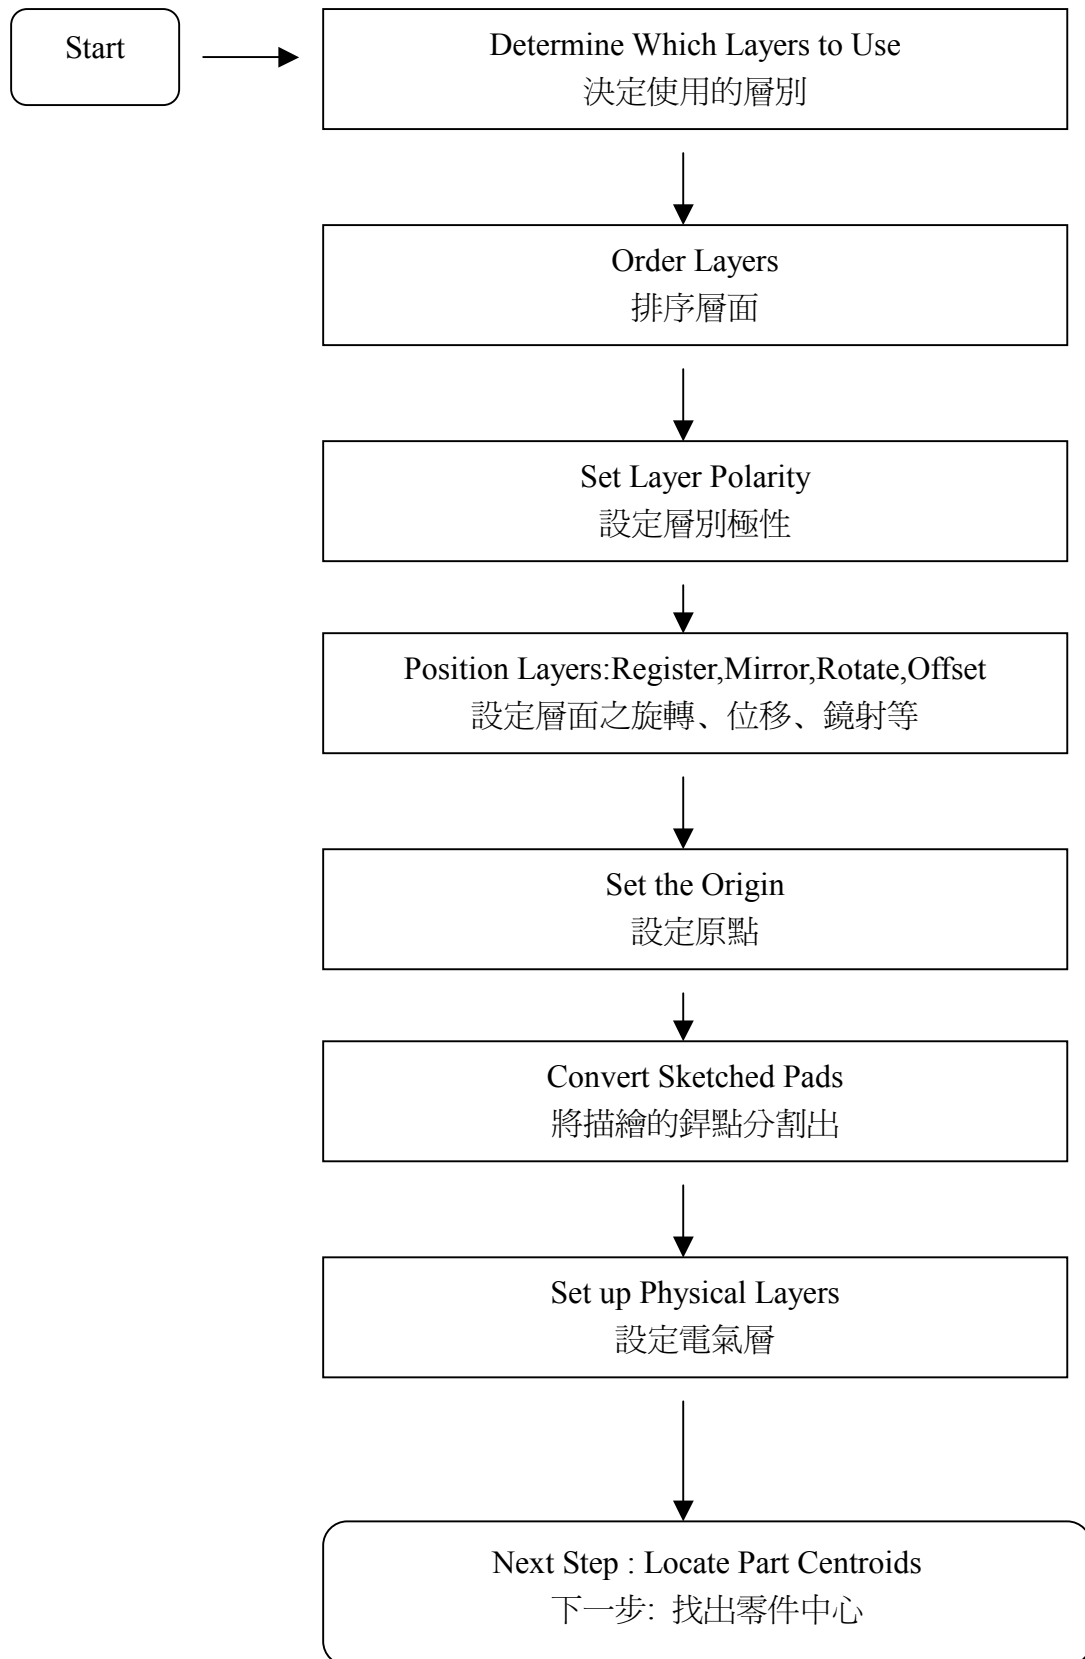 Start
Determine Which Layers to Use
決定使用的層別
Order Layers
排序層面
Set Layer Polarity
設定層別極性
Position Layers:Register,Mirror,Rotate,Offset
設定層面之旋轉、位移、鏡射等
Set the Origin
設定原點
Convert Sketched Pads
將描繪的銲點分割出
Set up Physical Layers
設定電氣層
Next Step : Locate Part Centroids
下一步: 找出零件中心